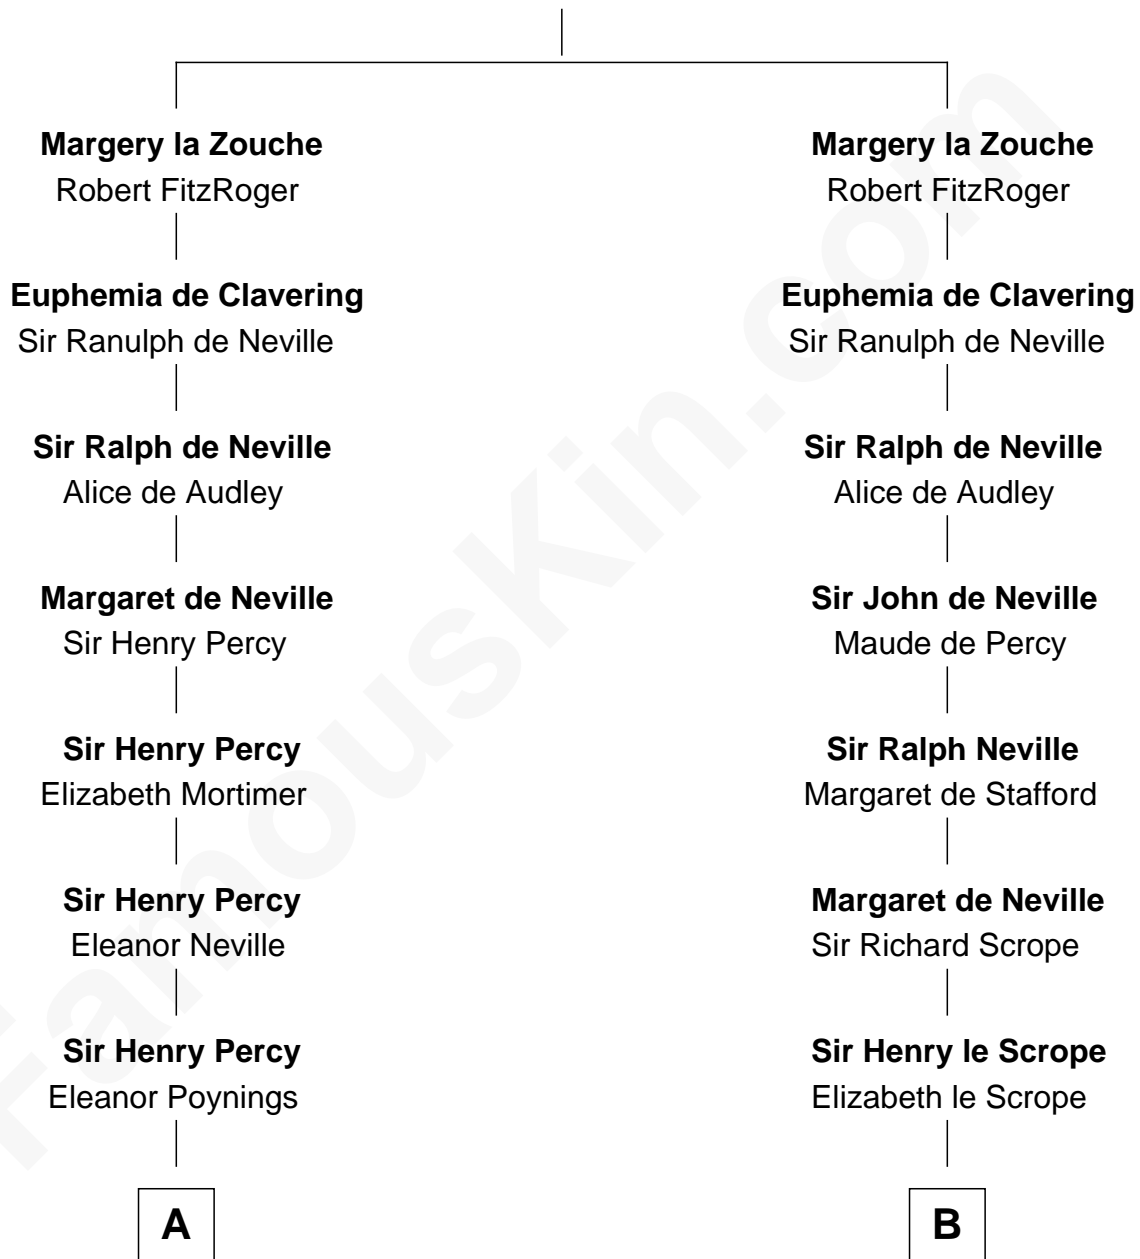 Margery la Zouche
Robert FitzRoger
Euphemia de Clavering
Sir Ranulph de Neville
Sir Ralph de Neville
Alice de Audley
Margaret de Neville
Sir Henry Percy
Sir Henry Percy
Elizabeth Mortimer
Sir Henry Percy
Eleanor Neville
Sir Henry Percy
Eleanor Poynings
A
Margery la Zouche
Robert FitzRoger
Euphemia de Clavering
Sir Ranulph de Neville
Sir Ralph de Neville
Alice de Audley
Sir John de Neville
Maude de Percy
Sir Ralph Neville
Margaret de Stafford
Margaret de Neville
Sir Richard Scrope
Sir Henry le Scrope
Elizabeth le Scrope
B
FamousKin.com